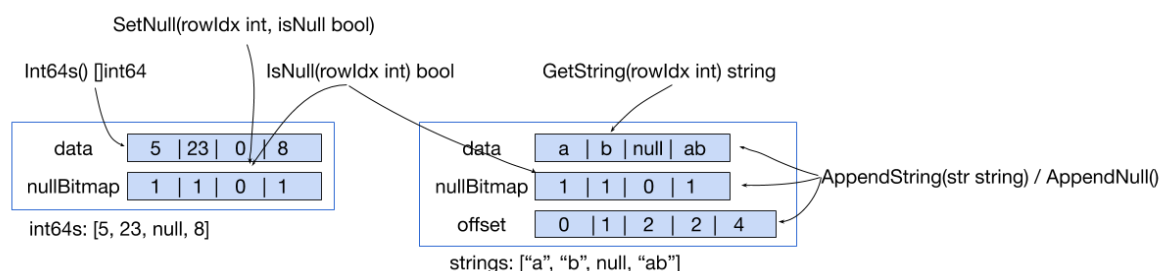 SetNull(rowIdx int, isNull bool)
Int64s() []int64
IsNull(rowIdx int) bool
GetString(rowIdx int) string
data 5 | 23 | 0 | 8
nullBitmap 1 | 1 | 0 | 1
int64s: [5, 23, null, 8]
data a | b | null | ab
nullBitmap 1 | 1 | 0 | 1
offset 0 | 1 | 2 | 2 | 4
strings: [“a”, “b”, null, “ab”]
AppendString(str string) / AppendNull()